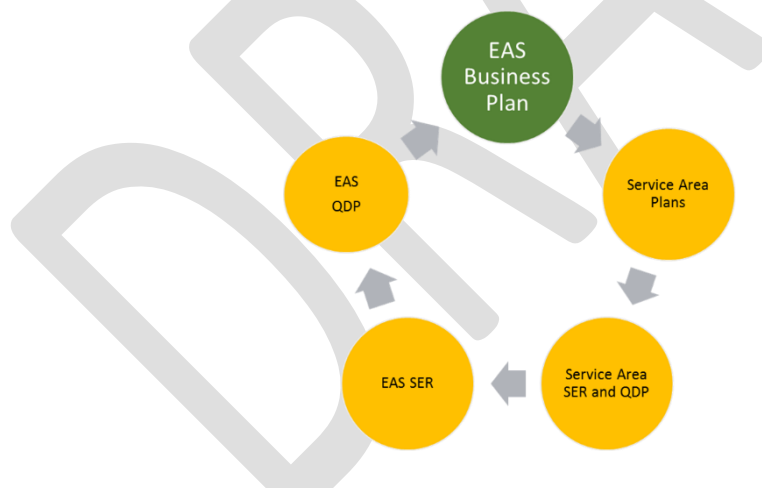 EAS
Business
Plan
Service Area
Plans
Service Area
SER and QDP
EAS SER
EAS
QDP